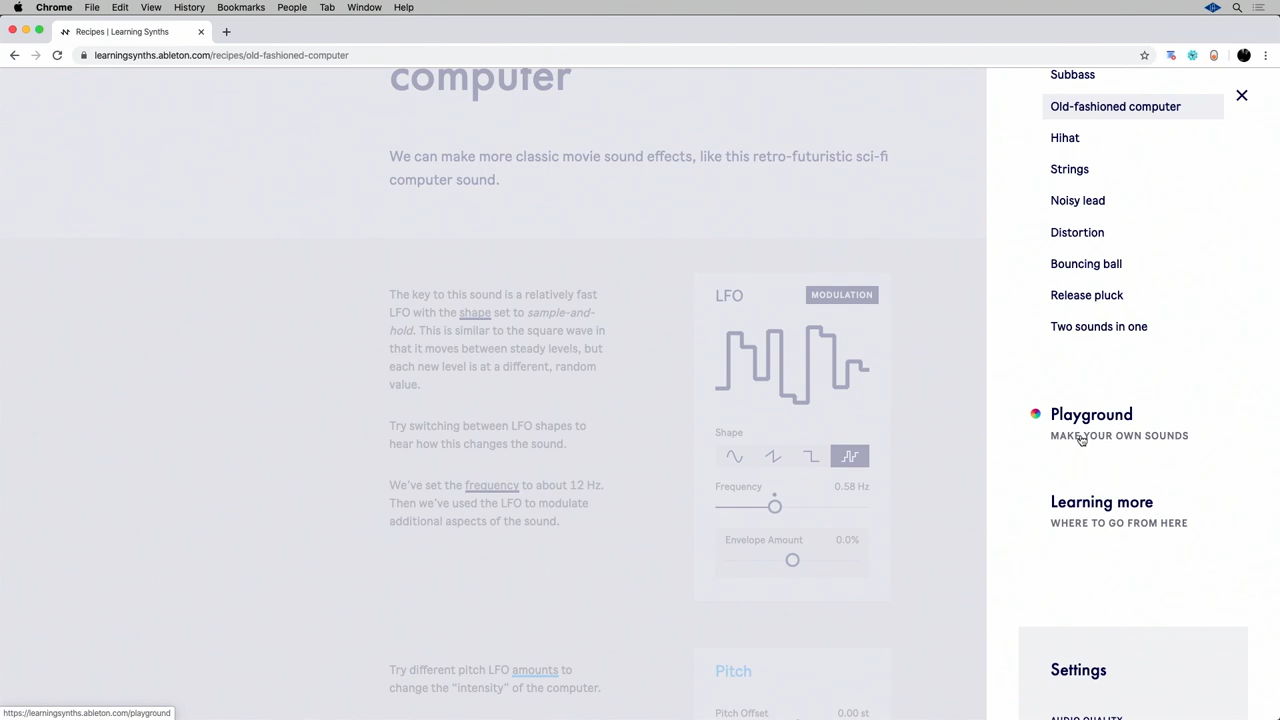 Chrome File Edit View History Bookmarks People Tab Window Help
Recipes | Learning Synths
learningsynths.ableton.com/recipes/old-fashioned-computer
computer
We can make more classic movie sound effects, like this retro-futuristic sci-fi
computer sound.
The key to this sound is a relatively fast
LFO with the shape set to sample-and-
hold. This is similar to the square wave in
that it moves between steady levels, but
each new level is at a different, random
value.
Try switching between LFO shapes to
hear how this changes the sound.
We've set the frequency to about 12 Hz.
Then we've used the LFO to modulate
additional aspects of the sound.
LFO MODULATION
Shape
Frequency 0.58 Hz
Envelope Amount 0.0%
Try different pitch LFO amounts to
change the "intensity" of the computer.
Pitch
Pitch Offset 0.00 st
Subbass
Old-fashioned computer
Hihat
Strings
Noisy lead
Distortion
Bouncing ball
Release pluck
Two sounds in one
Playground
MAKE YOUR OWN SOUNDS
Learning more
WHERE TO GO FROM HERE
Settings
AUDIO QUALITY
https://learningsynths.ableton.com/playground